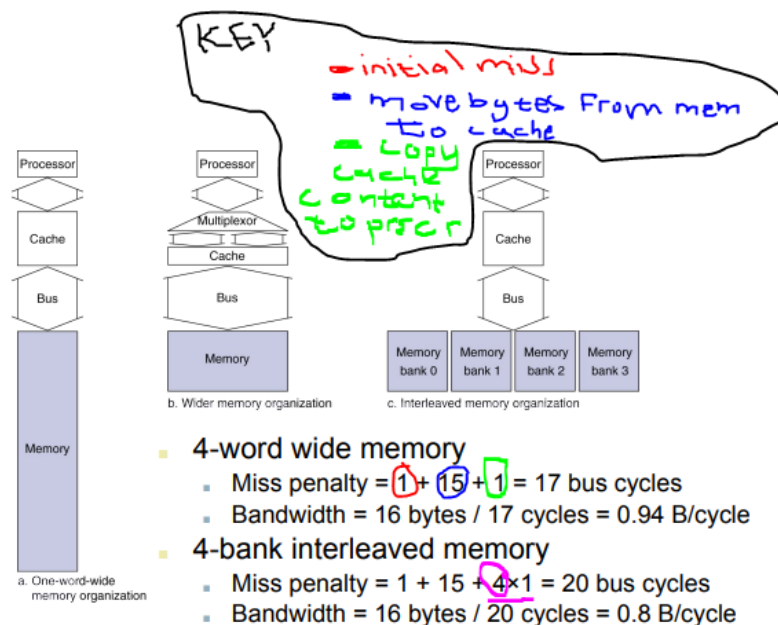 KEY
- initial miss
- move bytes From mem
to cache
- copy
cache
content
to prscr
Processor
Cache
Bus
Memory
a. One-word-wide
memory organization
Processor
Multiplexor
Cache
Bus
Memory
b. Wider memory organization
Processor
Cache
Bus
Memory
bank 0
Memory
bank 1
Memory
bank 2
Memory
bank 3
c. Interleaved memory organization
4-word wide memory
Miss penalty = 1 + 15 + 1 = 17 bus cycles
Bandwidth = 16 bytes / 17 cycles = 0.94 B/cycle
4-bank interleaved memory
Miss penalty = 1 + 15 + 4×1 = 20 bus cycles
Bandwidth = 16 bytes / 20 cycles = 0.8 B/cycle